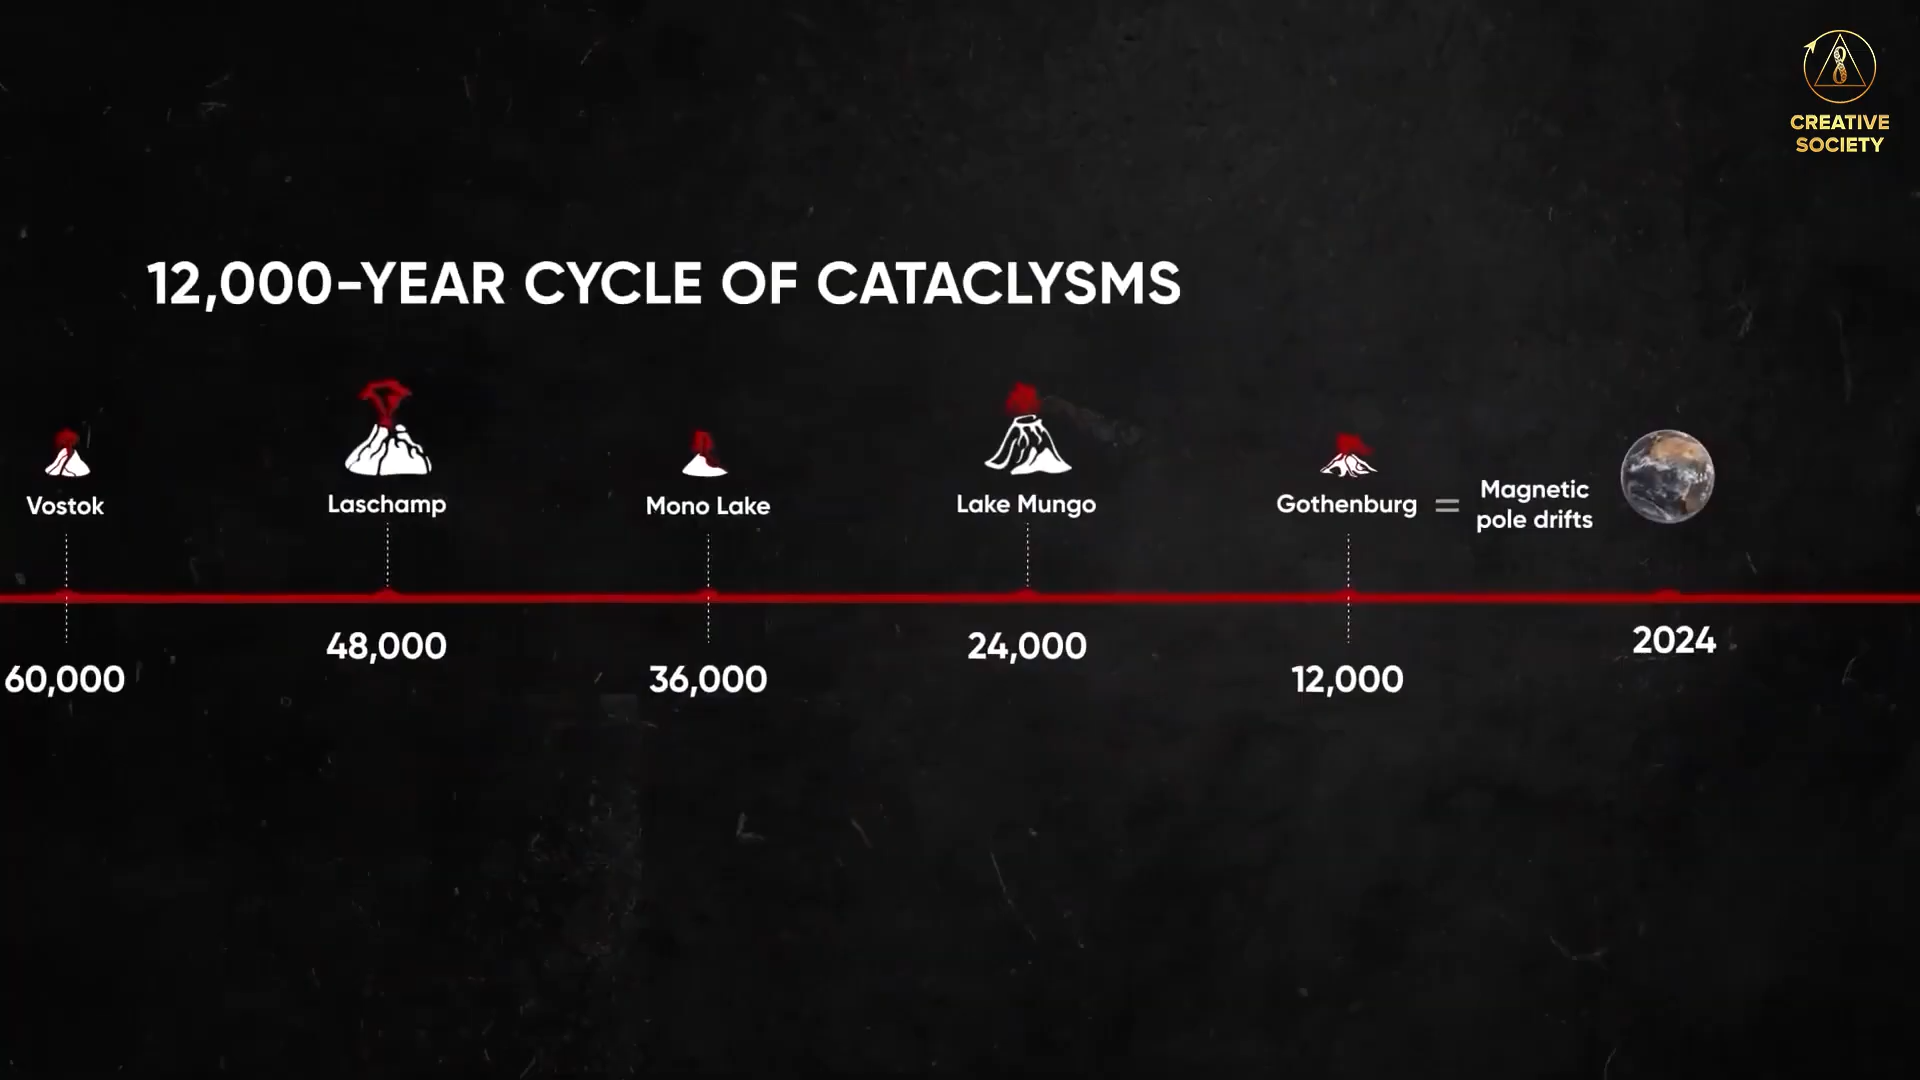 CREATIVE
SOCIETY
12,000-YEAR CYCLE OF CATACLYSMS
Vostok
Laschamp
Mono Lake
Lake Mungo
Gothenburg
=
Magnetic
pole drifts
60,000
48,000
36,000
24,000
12,000
2024